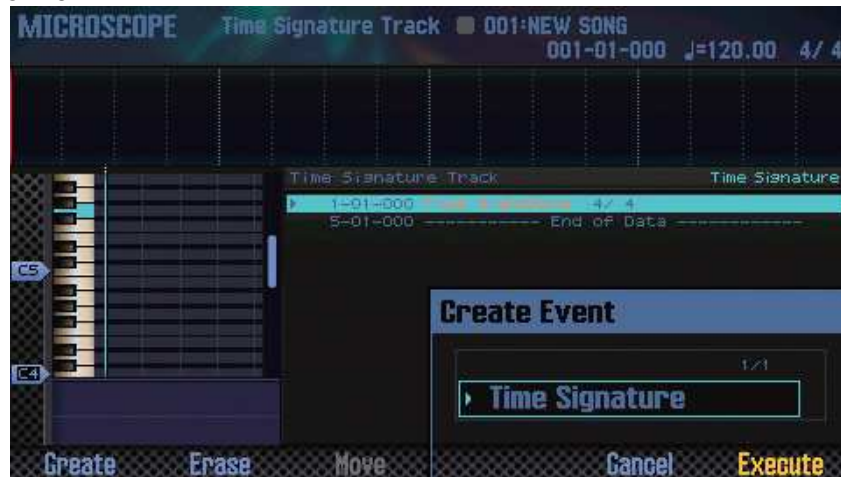 MICROSCOPE Time Signature Track 001:NEW SONG
001-01-000 ♩=120.00 4/ 4
Time Signature Track Time Signature
1-01-000 Time Signature 4/ 4
5-01-000 ----------- End of Data ------------
C5
Create Event
1/1
C4
Time Signature
Create Erase Move Cancel Execute